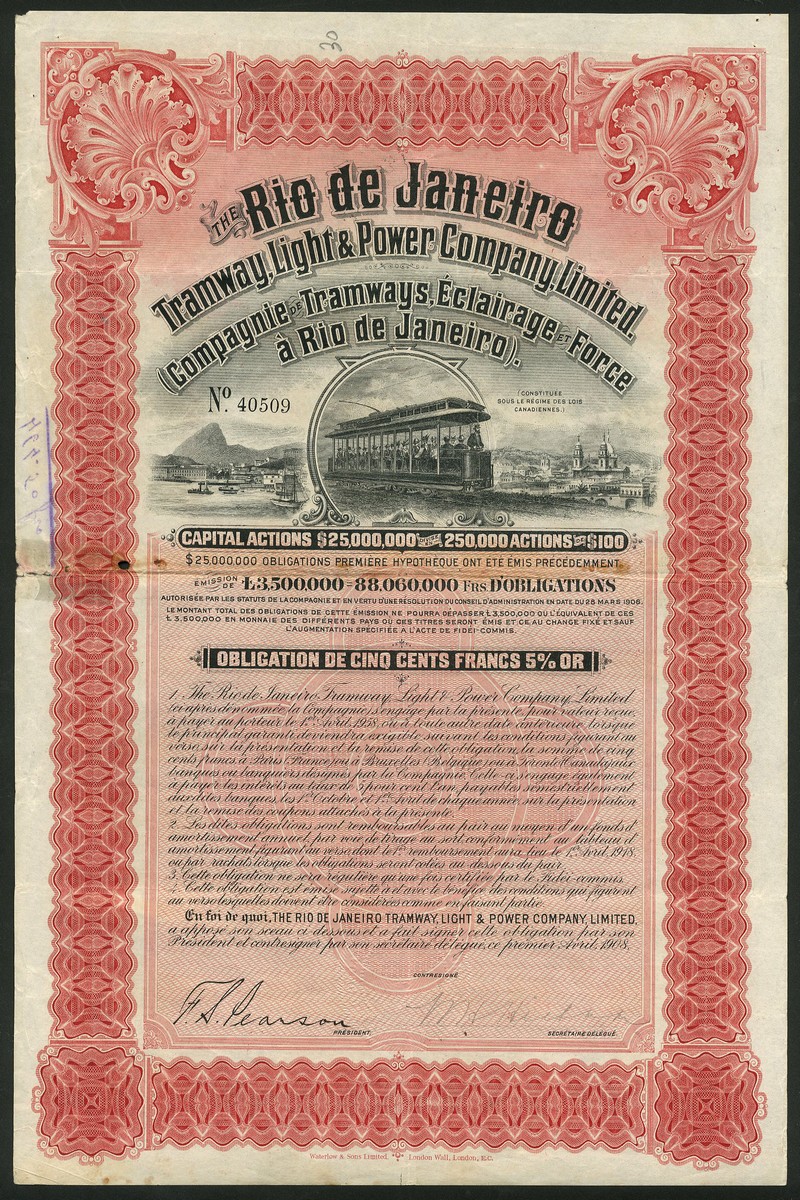 30
THE Rio de Janeiro
Tramway, Light & Power Company, Limited.
(Compagnie DE Tramways, Éclairage ET Force
à Rio de Janeiro).
No. 40509
(CONSTITUÉE
SOUS LE RÉGIME DES LOIS
CANADIENNES.)
CAPITAL ACTIONS $25,000,000 250,000 ACTIONS DE $100
$25,000,000 OBLIGATIONS PREMIÈRE HYPOTHÈQUE ONT ÉTÉ ÉMIS PRÉCÉDEMMENT.
ÉMISSION DE £3,500,000 = 88,060,000 FRS D'OBLIGATIONS
AUTORISÉE PAR LES STATUTS DE LA COMPAGNIE ET EN VERTU D'UNE RÉSOLUTION DU CONSEIL D'ADMINISTRATION EN DATE DU 28 MARS 1908.
LE MONTANT TOTAL DES OBLIGATIONS DE CETTE ÉMISSION NE POURRA DÉPASSER £3,500,000 OU L'ÉQUIVALENT DE CES
£3,500,000 EN MONNAIE DES DIFFÉRENTS PAYS OU CES TITRES SERONT ÉMIS ET CE, AU CHANGE FIXE ET SAUF
L'AUGMENTATION SPÉCIFIÉE A L'ACTE DE FIDEI-COMMIS.
OBLIGATION DE CINQ CENTS FRANCS 5% OR
1. The Rio de Janeiro Tramway, Light & Power Company, Limited
(ci après dénommée la Compagnie), s'engage par la présente, pour valeur reçue,
à payer au porteur le 1er Avril 1958, ou à toute autre date antérieure, lorsque
le principal garanti deviendra exigible suivant les conditions figurant au
verso, sur la présentation et la remise de cette obligation, la somme de cinq
cents francs à Paris (France) ou à Bruxelles (Belgique) ou à Toronto (Canada) aux
banques ou banquiers désignés par la Compagnie. Celle-ci s'engage également
à payer les intérêts au taux de 5 pour cent l'an, payables semestriellement
auxdites banques, les 1er Octobre et 1er Avril de chaque année, sur la présentation
et la remise des coupons attachés à la présente.
2. Les dites obligations sont remboursables au pair au moyen d'un fonds d'
amortissement annuel, par voie de tirage au sort conformément au tableau d'
amortissement figurant au verso dont le 1er remboursement aura lieu le 1er Avril 1918,
ou par rachats lorsque les obligations seront cotées au dessous du pair.
3. Cette obligation ne sera régulière qu'une fois certifiée par le Fidéi-commis.
4. Cette obligation est émise sujette à et avec le bénéfice des conditions qui figurent
au verso lesquelles doivent être considérées comme en faisant partie.
En foi de quoi, THE RIO DE JANEIRO TRAMWAY, LIGHT & POWER COMPANY, LIMITED,
a apposé son sceau ci-dessous et a fait signer cette obligation par son
Président et contresigner par son secrétaire délégué, ce premier Avril 1908.
CONTRESIGNÉ
F. S. Pearson
PRÉSIDENT.
SECRÉTAIRE DÉLÉGUÉ.
Waterlow & Sons Limited, London Wall, London, E.C.